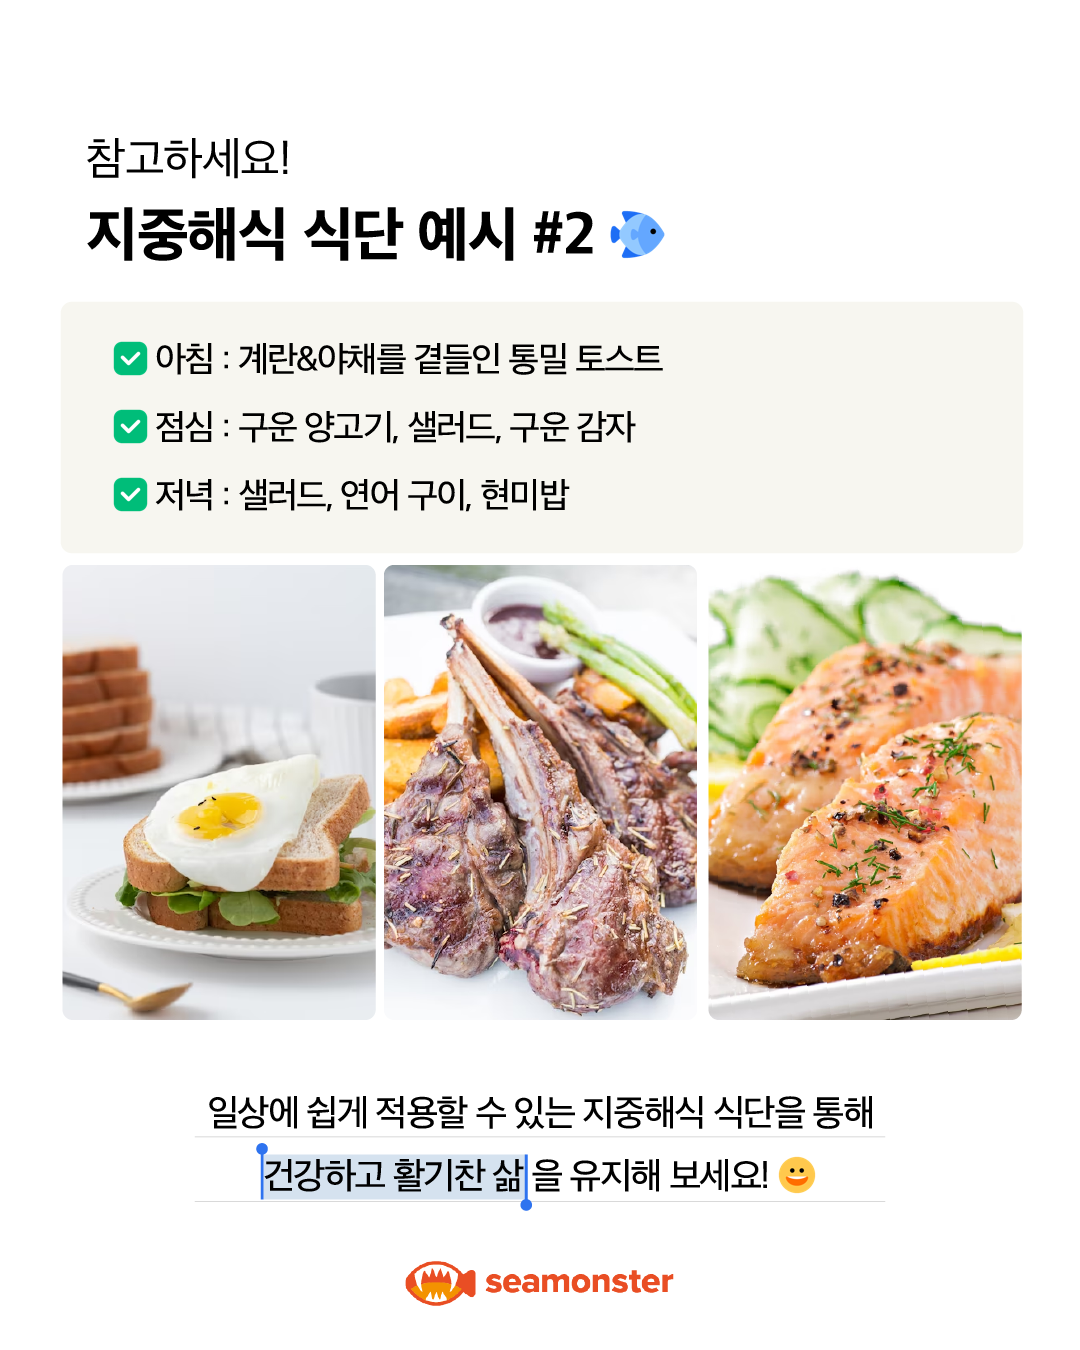 참고하세요!
지중해식 식단 예시 #2
아침 : 계란&야채를 곁들인 통밀 토스트
점심 : 구운 양고기, 샐러드, 구운 감자
저녁 : 샐러드, 연어 구이, 현미밥
일상에 쉽게 적용할 수 있는 지중해식 식단을 통해
건강하고 활기찬 삶을 유지해 보세요!
seamonster